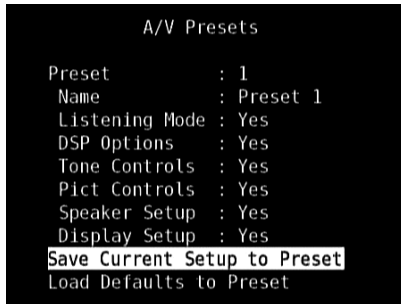 A/V Presets
Preset : 1
Name : Preset 1
Listening Mode : Yes
DSP Options : Yes
Tone Controls : Yes
Pict Controls : Yes
Speaker Setup : Yes
Display Setup : Yes
Save Current Setup to Preset
Load Defaults to Preset